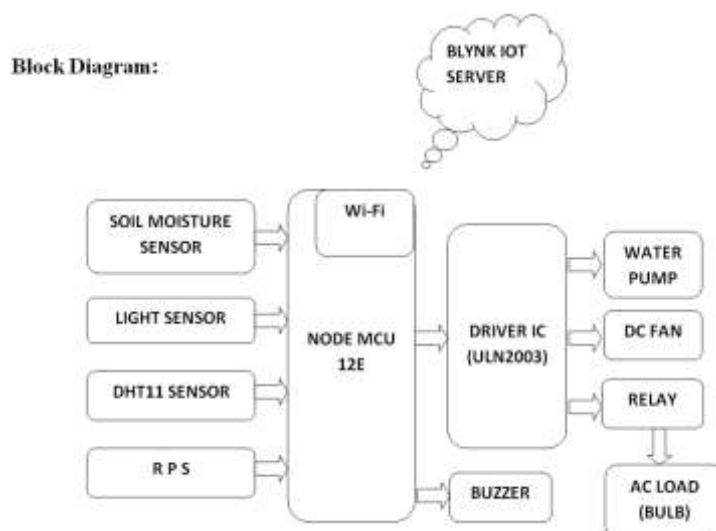 Block Diagram:
BLYNK IOT
SERVER
Wi-Fi
SOIL MOISTURE
SENSOR
LIGHT SENSOR
DHT11 SENSOR
R P S
NODE MCU
12E
DRIVER IC
(ULN2003)
WATER
PUMP
DC FAN
RELAY
BUZZER
AC LOAD
(BULB)